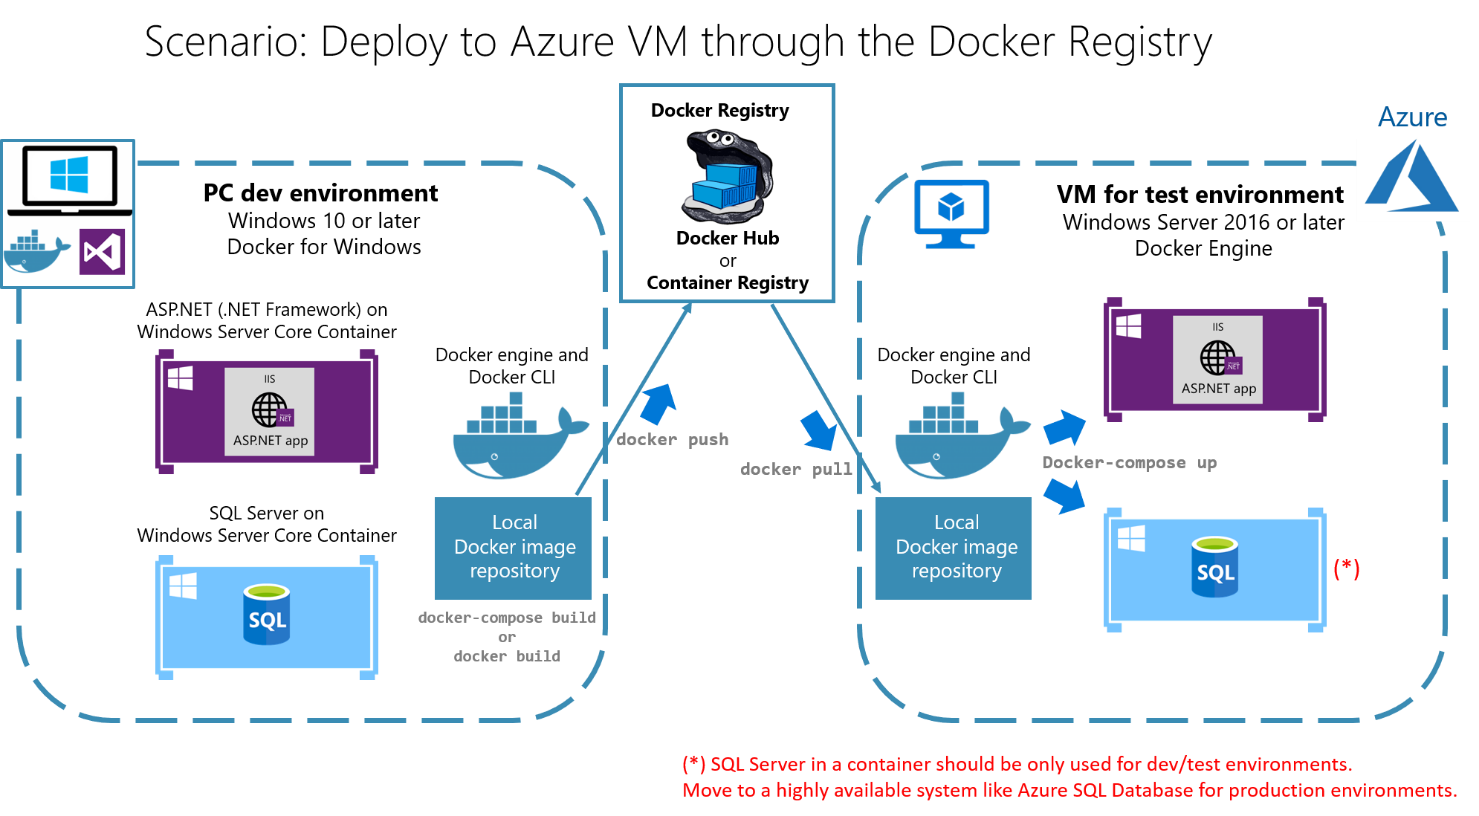 Scenario: Deploy to Azure VM through the Docker Registry
PC dev environment
Windows 10 or later
Docker for Windows
ASP.NET (.NET Framework) on
Windows Server Core Container
IIS
.NET
ASP.NET app
SQL Server on
Windows Server Core Container
SQL
Docker engine and
Docker CLI
Local
Docker image
repository
docker-compose build
or
docker build
docker push
Docker Registry
Docker Hub
or
Container Registry
docker pull
Azure
VM for test environment
Windows Server 2016 or later
Docker Engine
Docker engine and
Docker CLI
Local
Docker image
repository
Docker-compose up
IIS
.NET
ASP.NET app
SQL
(*)
(*) SQL Server in a container should be only used for dev/test environments.
Move to a highly available system like Azure SQL Database for production environments.